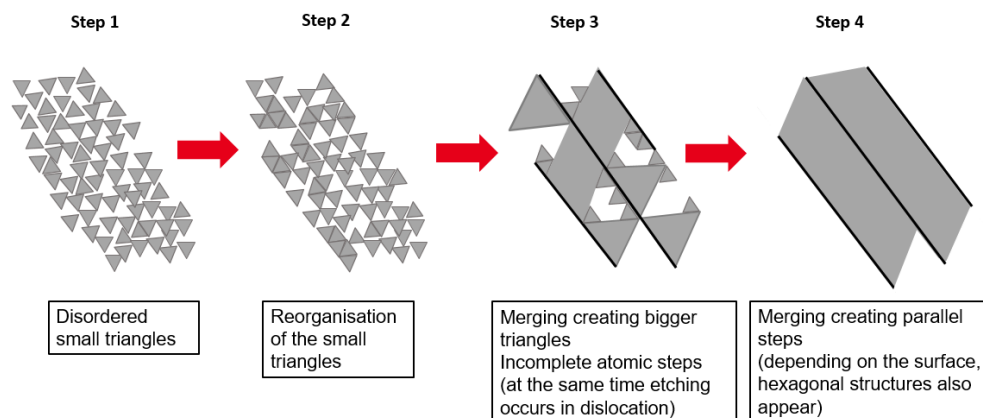 Step 1
Step 2
Step 3
Step 4
Disordered
small triangles
Reorganisation
of the small
triangles
Merging creating bigger
triangles
Incomplete atomic steps
(at the same time etching
occurs in dislocation)
Merging creating parallel
steps
(depending on the surface,
hexagonal structures also
appear)